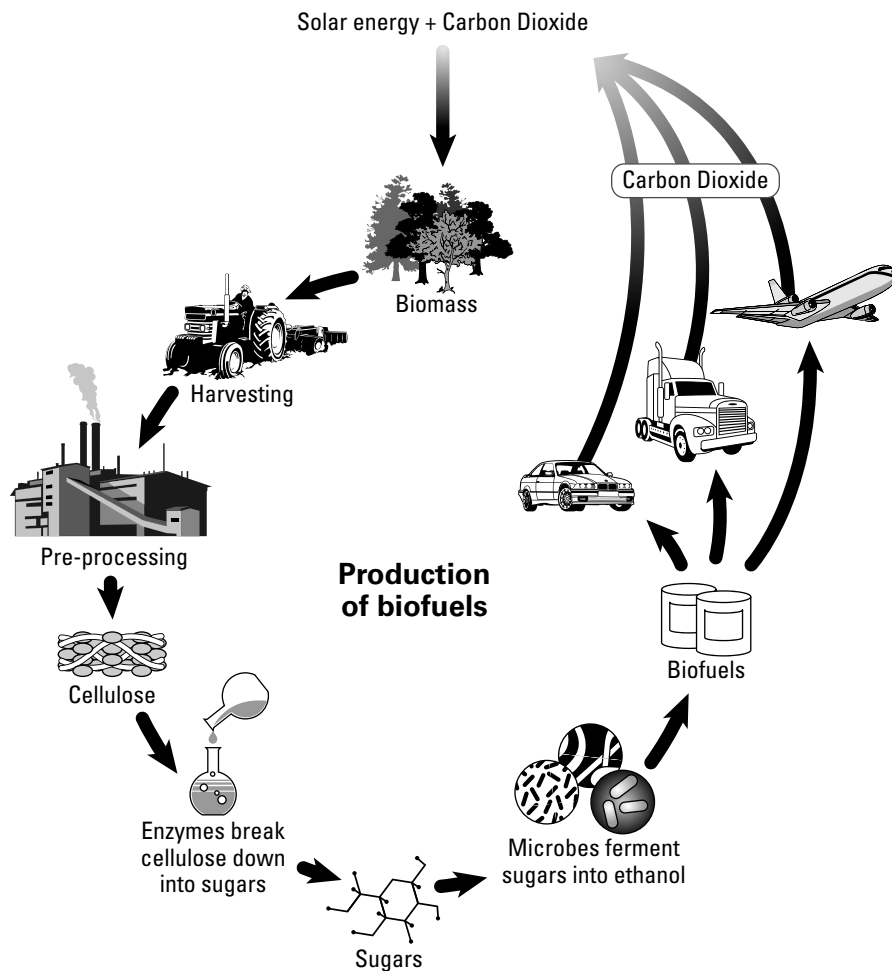 Solar energy + Carbon Dioxide
Carbon Dioxide
Biomass
Harvesting
Pre-processing
Production
of biofuels
Cellulose
Biofuels
Enzymes break
cellulose down
into sugars
Microbes ferment
sugars into ethanol
Sugars